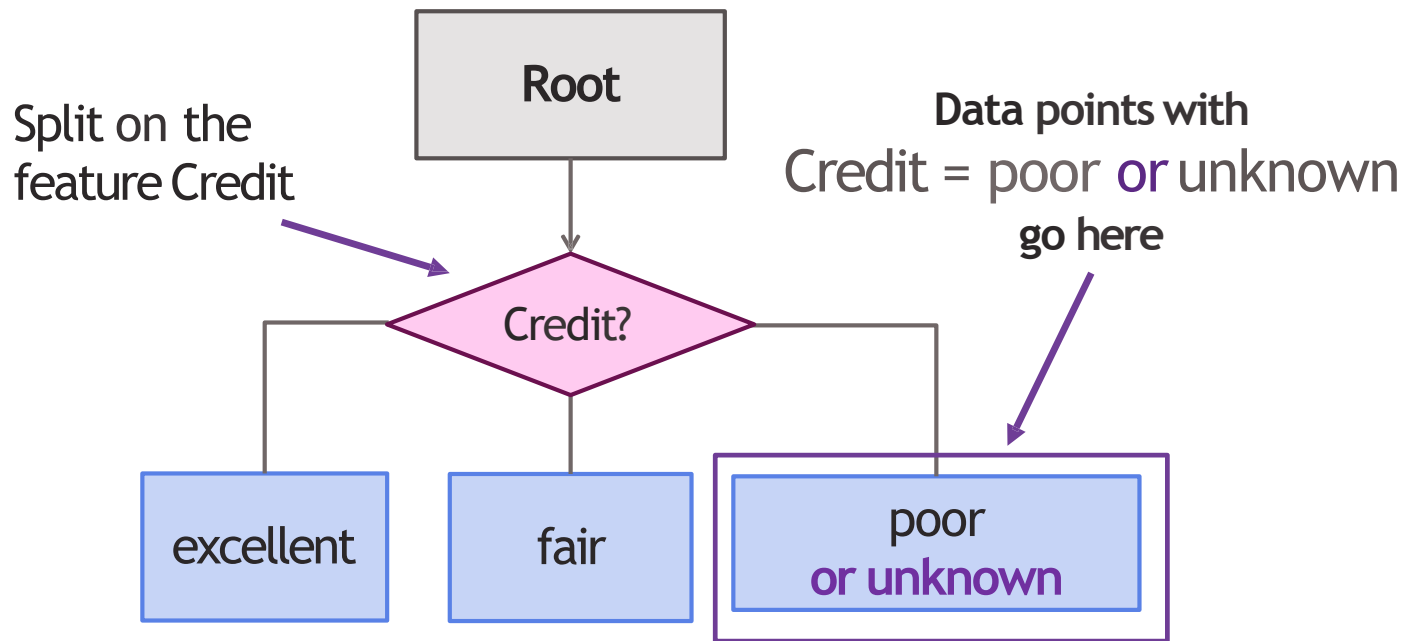 Root
Split on the
feature Credit
Data points with
Credit = poor or unknown
go here
Credit?
excellent
fair
poor
or unknown